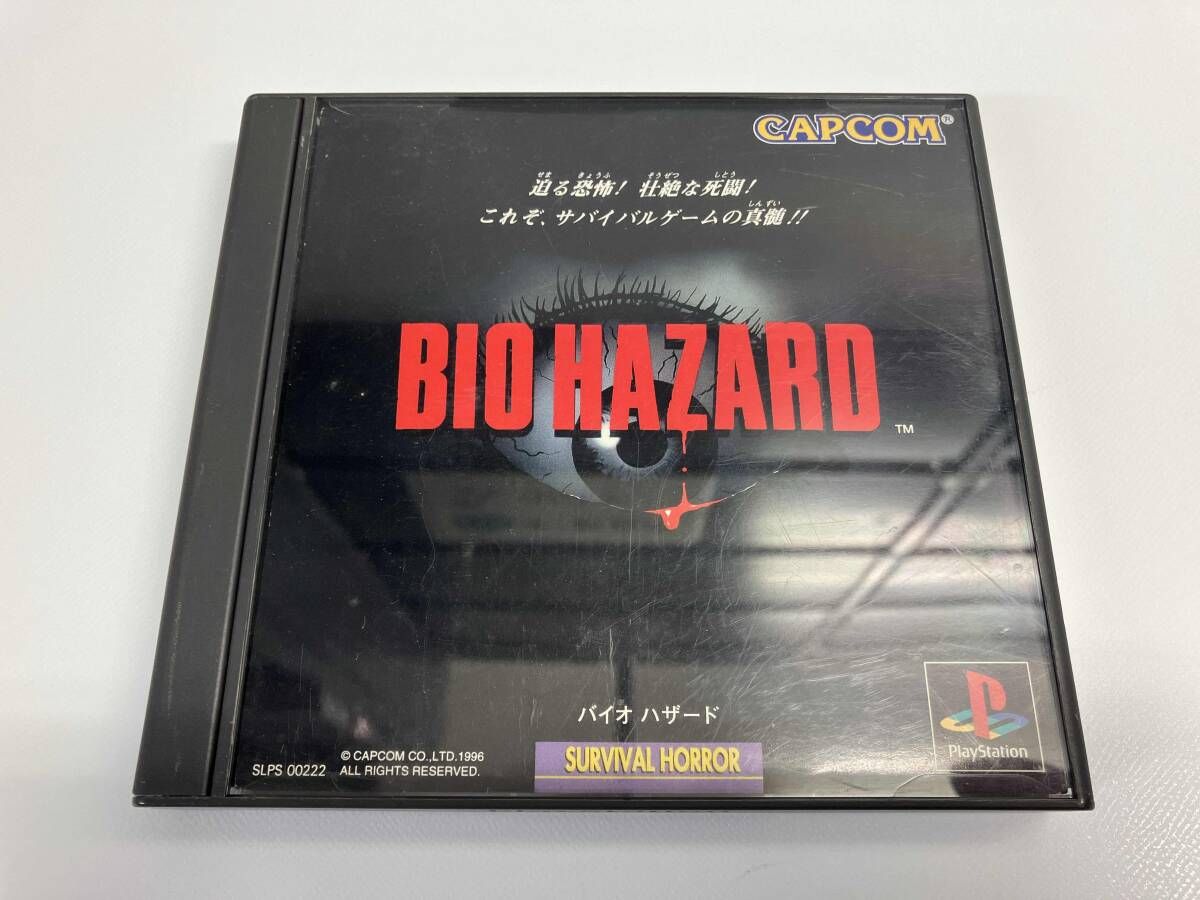 CAPCOM®
迫る恐怖! 壮絶な死闘!
これぞ、サバイバルゲームの真髄!!
BIO HAZARD™
バイオ ハザード
SURVIVAL HORROR
© CAPCOM CO.,LTD.1996
SLPS 00222 ALL RIGHTS RESERVED.
PlayStation